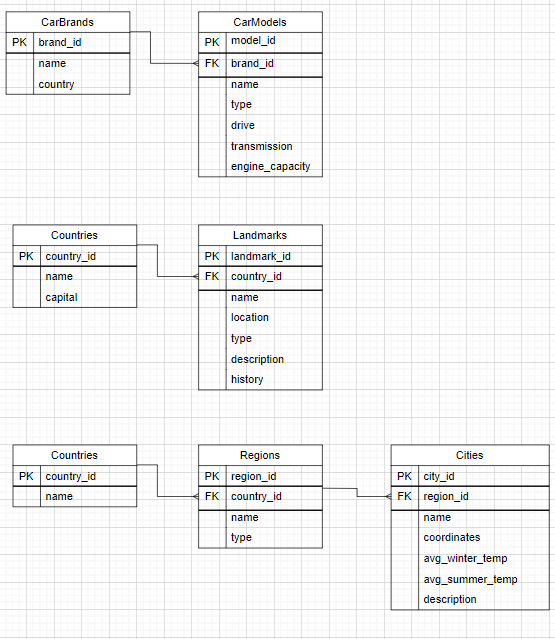 CarBrands
PK brand_id
name
country
CarModels
PK model_id
FK brand_id
name
type
drive
transmission
engine_capacity
Countries
PK country_id
name
capital
Landmarks
PK landmark_id
FK country_id
name
location
type
description
history
Countries
PK country_id
name
Regions
PK region_id
FK country_id
name
type
Cities
PK city_id
FK region_id
name
coordinates
avg_winter_temp
avg_summer_temp
description